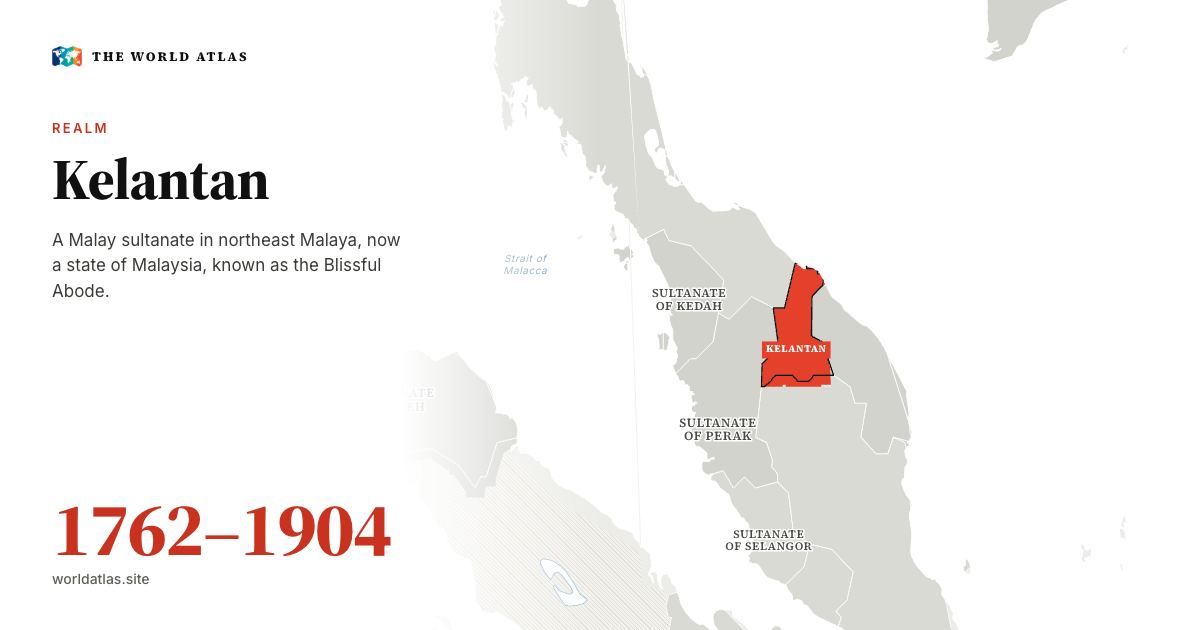 THE WORLD ATLAS
REALM
Kelantan
A Malay sultanate in northeast Malaya, now
a state of Malaysia, known as the Blissful
Abode.
Strait of
Malacca
SULTANATE
OF KEDAH
KELANTAN
SULTANATE
OF PERAK
SULTANATE
OF SELANGOR
1762–1904
worldatlas.site